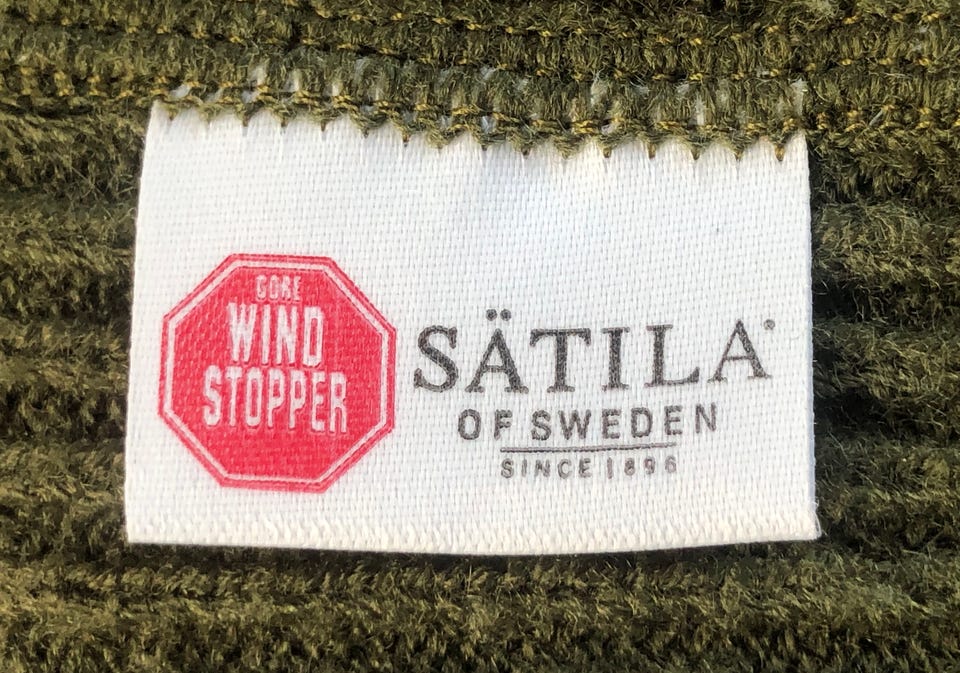 GORE
WIND
STOPPER
SÄTILA®
OF SWEDEN
SINCE 1896